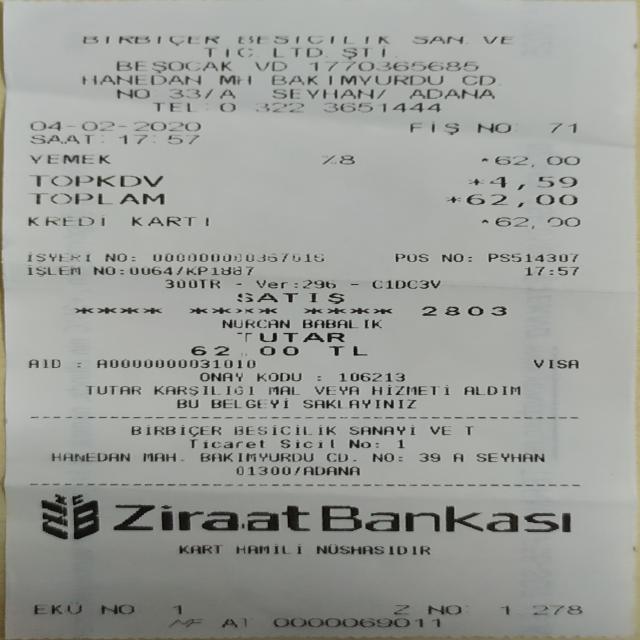 BIRBIÇER BESICILIK SAN. VE
TIC. LTD. ŞTI.
BEŞOCAK VD 1770365685
HANEDAN MH BAKIMYURDU CD.
NO 33/A SEYHAN/ ADANA
TEL:0 322 3651444
04-02-2020 FİŞ NO: 71
SAAT: 17:57
YEMEK %8 *62,00
TOPKDV *4,59
TOPLAM *62,00
KREDİ KARTI *62,00
İŞYERİ NO: 000000000367616 POS NO: PS514307
İŞLEM NO:0064/KP1887 17:57
300TR - Ver:296 - C1DC3V
SATIŞ
**** **** **** 2803
NURCAN BABALIK
TUTAR
62.00 TL
AID : A0000000031010 VISA
ONAY KODU : 106213
TUTAR KARŞILIĞI MAL VEYA HİZMETİ ALDIM
BU BELGEYİ SAKLAYINIZ
BIRBİÇER BESİCİLİK SANAYİ VE T
Ticaret Sicil No: 1
HANEDAN MAH. BAKIMYURDU CD. NO: 39 A SEYHAN
01300/ADANA
Ziraat Bankası
KART HAMİLİ NÜSHASIDIR
EKÜ NO 1 Z NO: 1.278
MF AT 0000069011